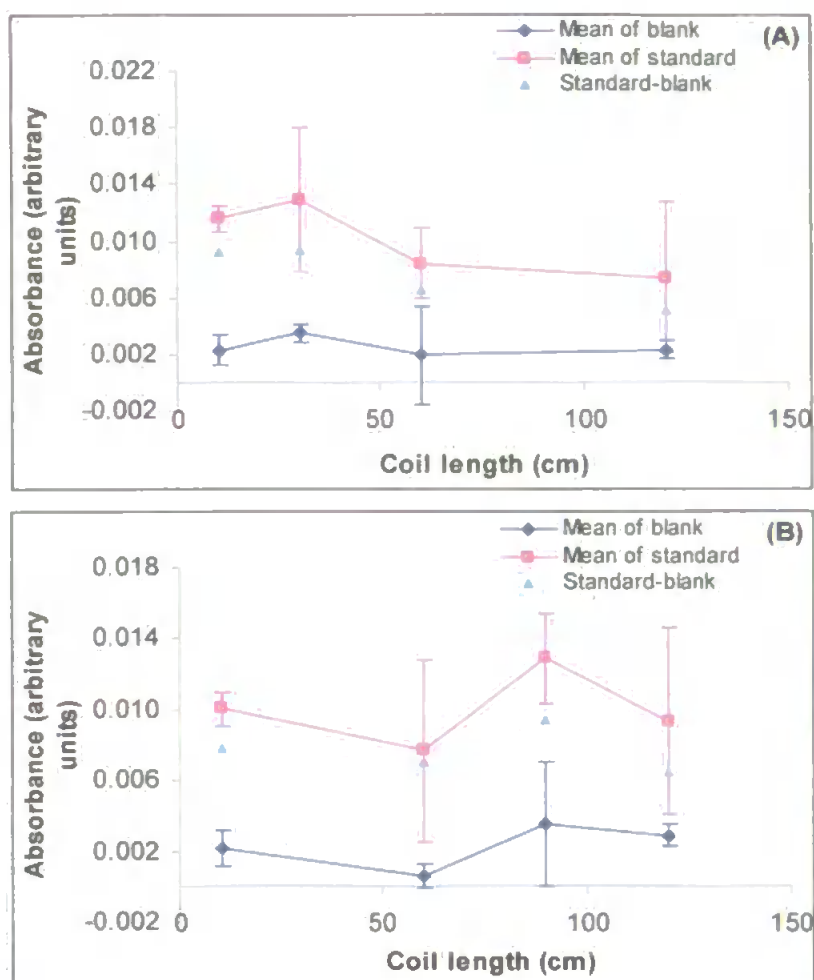 Mean of blank
(A)
Mean of standard
Standard-blank
Absorbance (arbitrary
units)
0.022
0.018
0.014
0.010
0.006
0.002
-0.002
0
50
100
150
Coil length (cm)
Mean of blank
(B)
Mean of standard
Standard-blank
Absorbance (arbitrary
units)
0.018
0.014
0.010
0.006
0.002
-0.002
0
50
100
150
Coil length (cm)